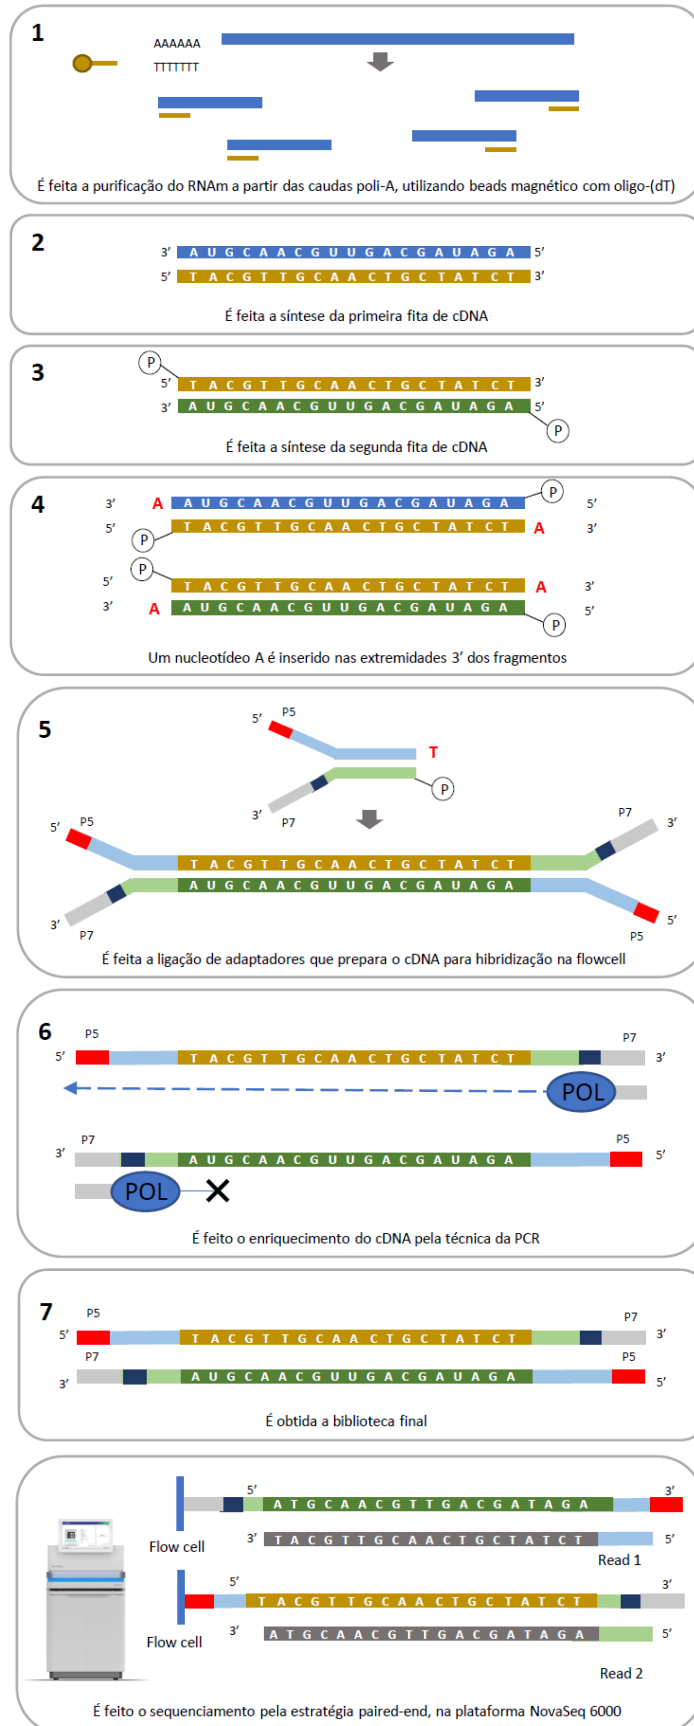 1
AAAAAA
TTTTTTT
É feita a purificação do RNAm a partir das caudas poli-A, utilizando beads magnético com oligo-(dT)
2
3' A U G C A A C G U U G A C G A U A G A 5'
5' T A C G T T G C A A C T G C T A T C T 3'
É feita a síntese da primeira fita de cDNA
3
P
5' T A C G T T G C A A C T G C T A T C T 3'
3' A U G C A A C G U U G A C G A U A G A 5'
P
É feita a síntese da segunda fita de cDNA
4
P
3' A A U G C A A C G U U G A C G A U A G A 5'
5' T A C G T T G C A A C T G C T A T C T A 3'
P
P
5' T A C G T T G C A A C T G C T A T C T A 3'
3' A A U G C A A C G U U G A C G A U A G A 5'
P
Um nucleotídeo A é inserido nas extremidades 3' dos fragmentos
5
5' P5
T
P
3' P7
P5 P7
5' 3'
T A C G T T G C A A C T G C T A T C T
A U G C A A C G U U G A C G A U A G A
3' P7 5'
P5
É feita a ligação de adaptadores que prepara o cDNA para hibridização na flowcell
6
P5 P7
5' T A C G T T G C A A C T G C T A T C T 3'
POL
P7 P5
3' A U G C A A C G U U G A C G A U A G A 5'
POL
É feito o enriquecimento do cDNA pela técnica da PCR
7
P5 P7
5' T A C G T T G C A A C T G C T A T C T 3'
P7 P5
3' A U G C A A C G U U G A C G A U A G A 5'
É obtida a biblioteca final
5' 3'
A T G C A A C G T T G A C G A T A G A
Flow cell 3' T A C G T T G C A A C T G C T A T C T 5'
Read 1
5' 3'
T A C G T T G C A A C T G C T A T C T
Flow cell 3' A T G C A A C G T T G A C G A T A G A 5'
Read 2
É feito o sequenciamento pela estratégia paired-end, na plataforma NovaSeq 6000